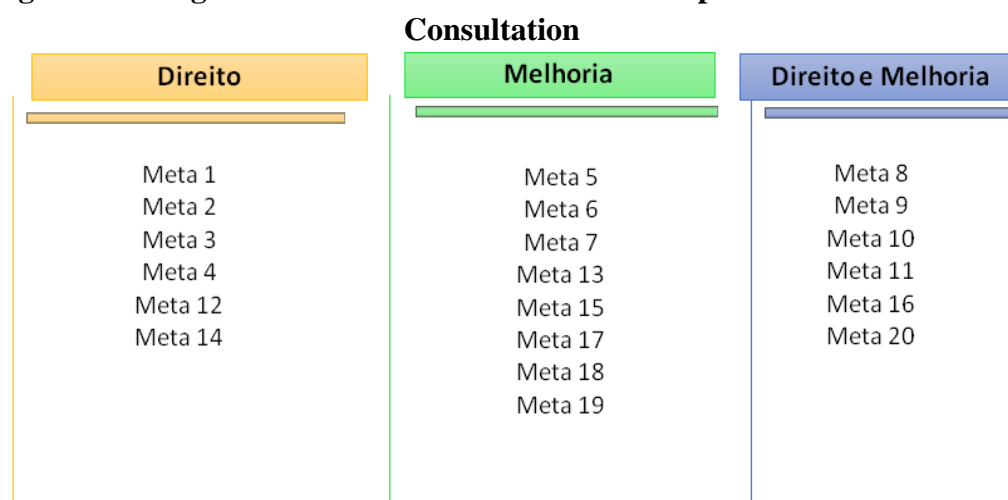 Consultation
Direito
Meta 1
Meta 2
Meta 3
Meta 4
Meta 12
Meta 14
Melhoria
Meta 5
Meta 6
Meta 7
Meta 13
Meta 15
Meta 17
Meta 18
Meta 19
Direito e Melhoria
Meta 8
Meta 9
Meta 10
Meta 11
Meta 16
Meta 20